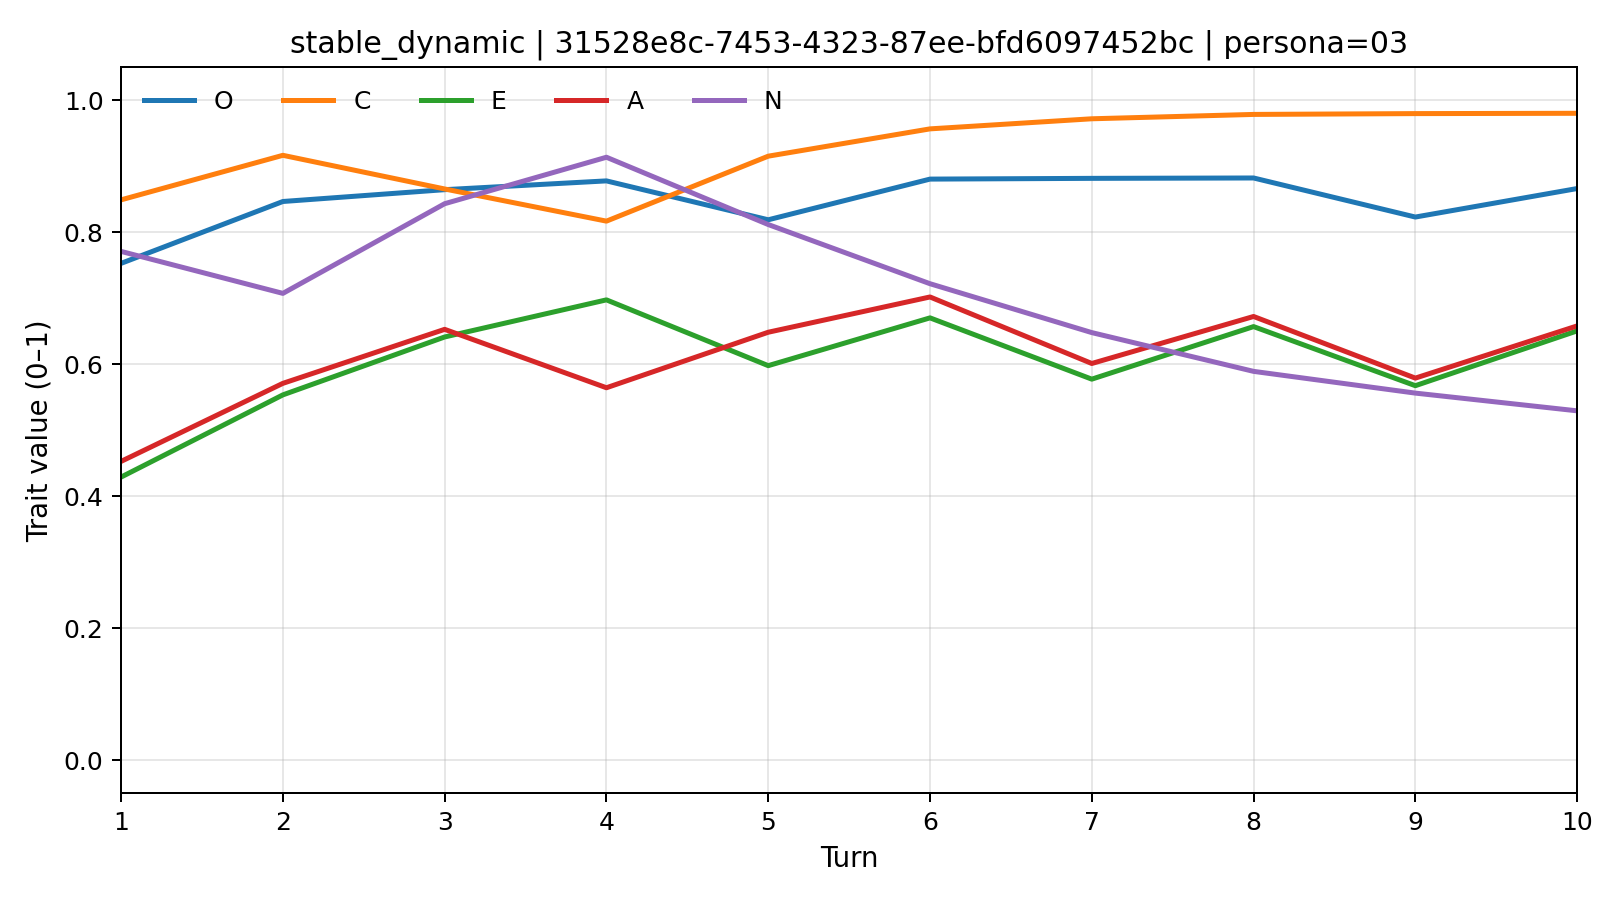 stable_dynamic | 31528e8c-7453-4323-87ee-bfd6097452bc | persona=03
O C E A N
1.0
0.8
0.6
0.4
0.2
0.0
Trait value (0–1)
1 2 3 4 5 6 7 8 9 10
Turn